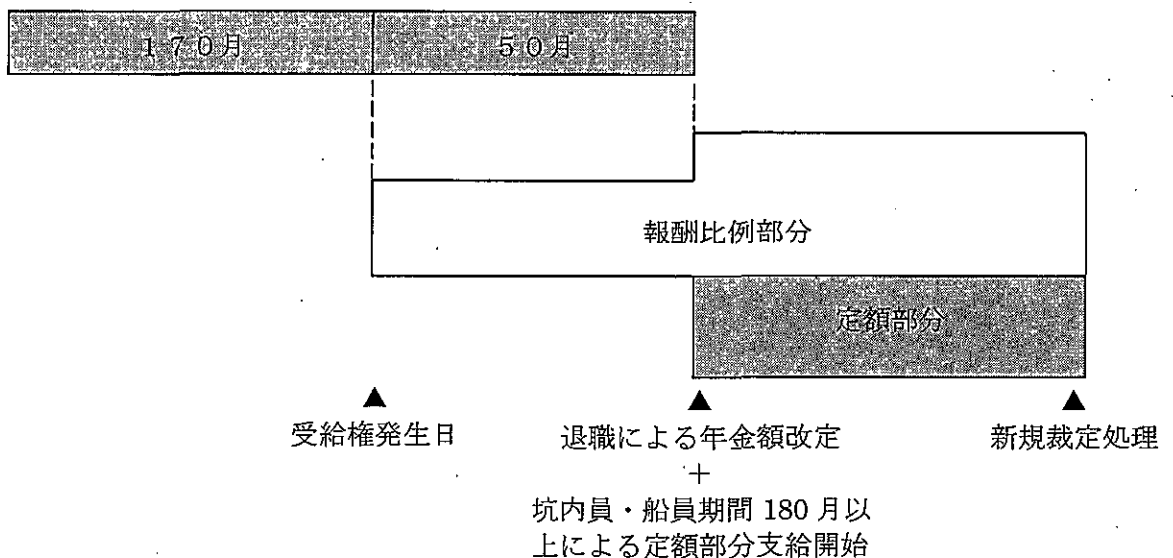 170月
50月
報酬比例部分
定額部分
受給権発生日
退職による年金額改定
+
坑内員・船員期間 180 月以
上による定額部分支給開始
新規裁定処理